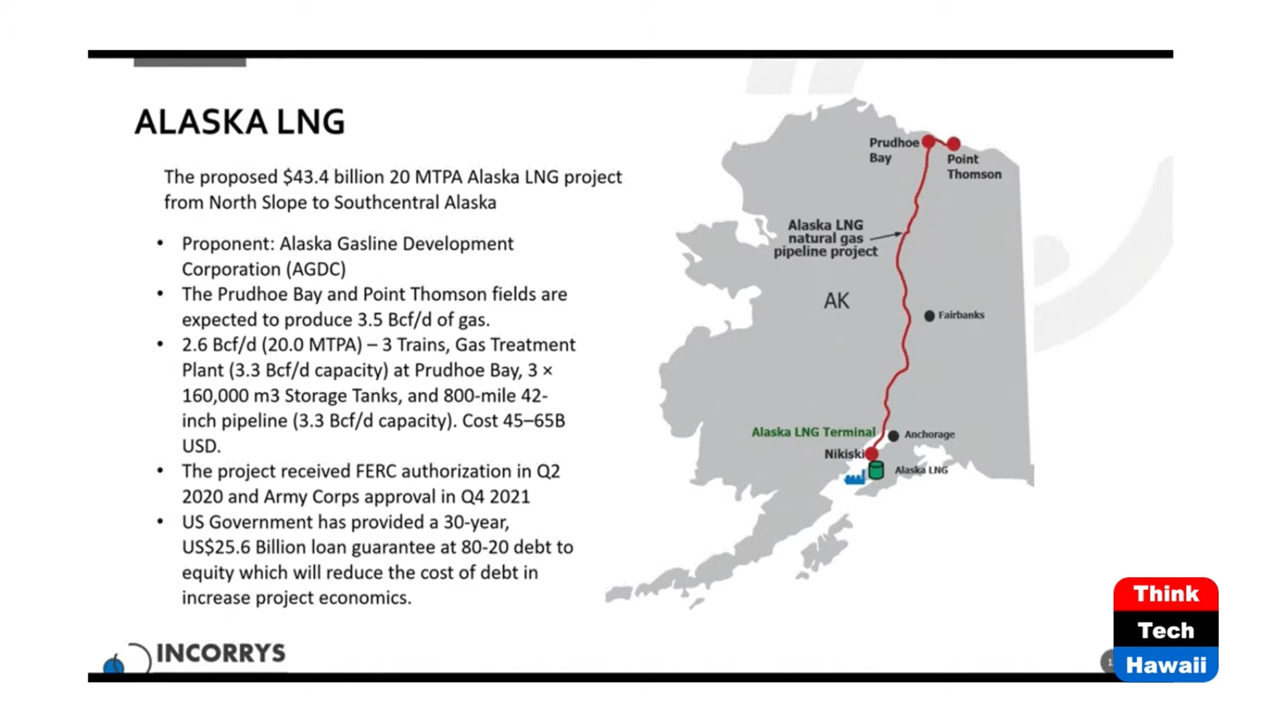 ALASKA LNG
The proposed $43.4 billion 20 MTPA Alaska LNG project
from North Slope to Southcentral Alaska
• Proponent: Alaska Gasline Development
Corporation (AGDC)
• The Prudhoe Bay and Point Thomson fields are
expected to produce 3.5 Bcf/d of gas.
• 2.6 Bcf/d (20.0 MTPA) – 3 Trains, Gas Treatment
Plant (3.3 Bcf/d capacity) at Prudhoe Bay, 3 ×
160,000 m3 Storage Tanks, and 800-mile 42-
inch pipeline (3.3 Bcf/d capacity). Cost 45–65B
USD.
• The project received FERC authorization in Q2
2020 and Army Corps approval in Q4 2021
• US Government has provided a 30-year,
US$25.6 Billion loan guarantee at 80-20 debt to
equity which will reduce the cost of debt in
increase project economics.
Prudhoe
Bay
Point
Thomson
Alaska LNG
natural gas
pipeline project
AK
Fairbanks
Alaska LNG Terminal
Anchorage
Nikiski
Alaska LNG
INCORRYS
Think
Tech
Hawaii